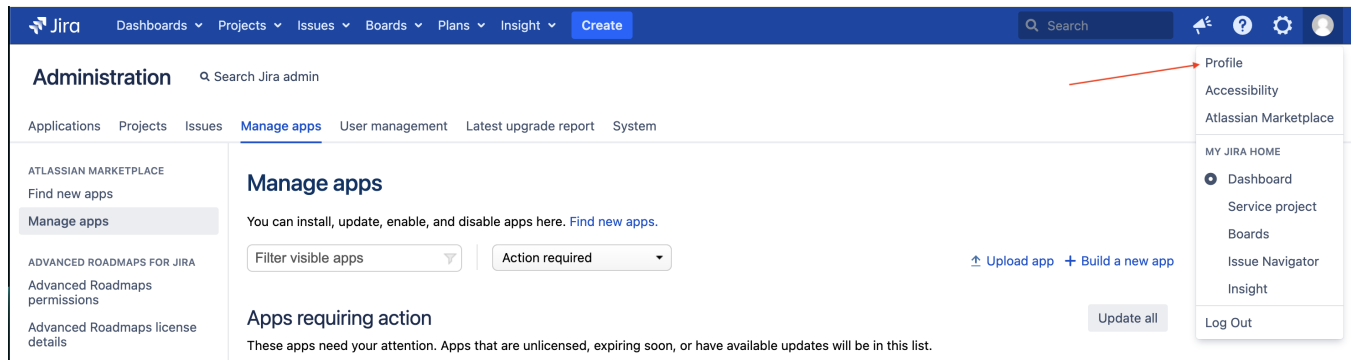 Jira Dashboards Projects Issues Boards Plans Insight Create Search
Administration Search Jira admin
Applications Projects Issues Manage apps User management Latest upgrade report System
ATLASSIAN MARKETPLACE
Find new apps
Manage apps
ADVANCED ROADMAPS FOR JIRA
Advanced Roadmaps
permissions
Advanced Roadmaps license
details
Manage apps
You can install, update, enable, and disable apps here. Find new apps.
Filter visible apps Action required
Upload app + Build a new app
Apps requiring action Update all
These apps need your attention. Apps that are unlicensed, expiring soon, or have available updates will be in this list.
Profile
Accessibility
Atlassian Marketplace
MY JIRA HOME
Dashboard
Service project
Boards
Issue Navigator
Insight
Log Out